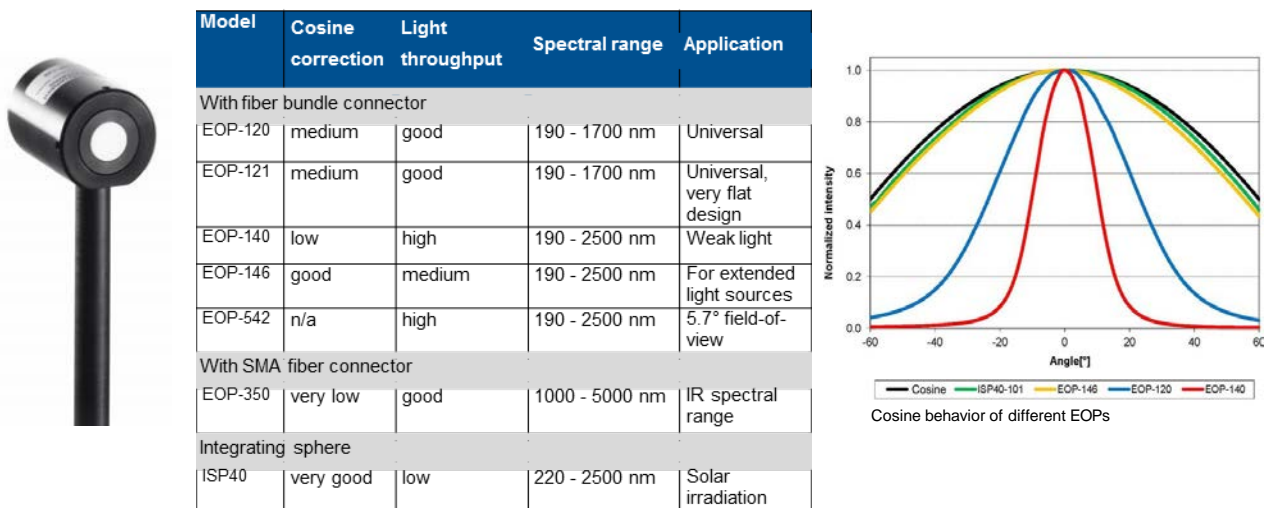 Model
Cosine correction
Light throughput
Spectral range
Application
With fiber bundle connector
EOP-120 medium good 190 - 1700 nm Universal
EOP-121 medium good 190 - 1700 nm Universal,
very flat
design
EOP-140 low high 190 - 2500 nm Weak light
EOP-146 good medium 190 - 2500 nm For extended
light sources
EOP-542 n/a high 190 - 2500 nm 5.7° field-of-
view
With SMA fiber connector
EOP-350 very low good 1000 - 5000 nm IR spectral
range
Integrating sphere
ISP40 very good low 220 - 2500 nm Solar
irradiation
Normalized intensity
1.0
0.8
0.6
0.4
0.2
0.0
-60 -40 -20 0 20 40 60
Angle[°]
Cosine ISP40-101 EOP-146 EOP-120 EOP-140
Cosine behavior of different EOPs